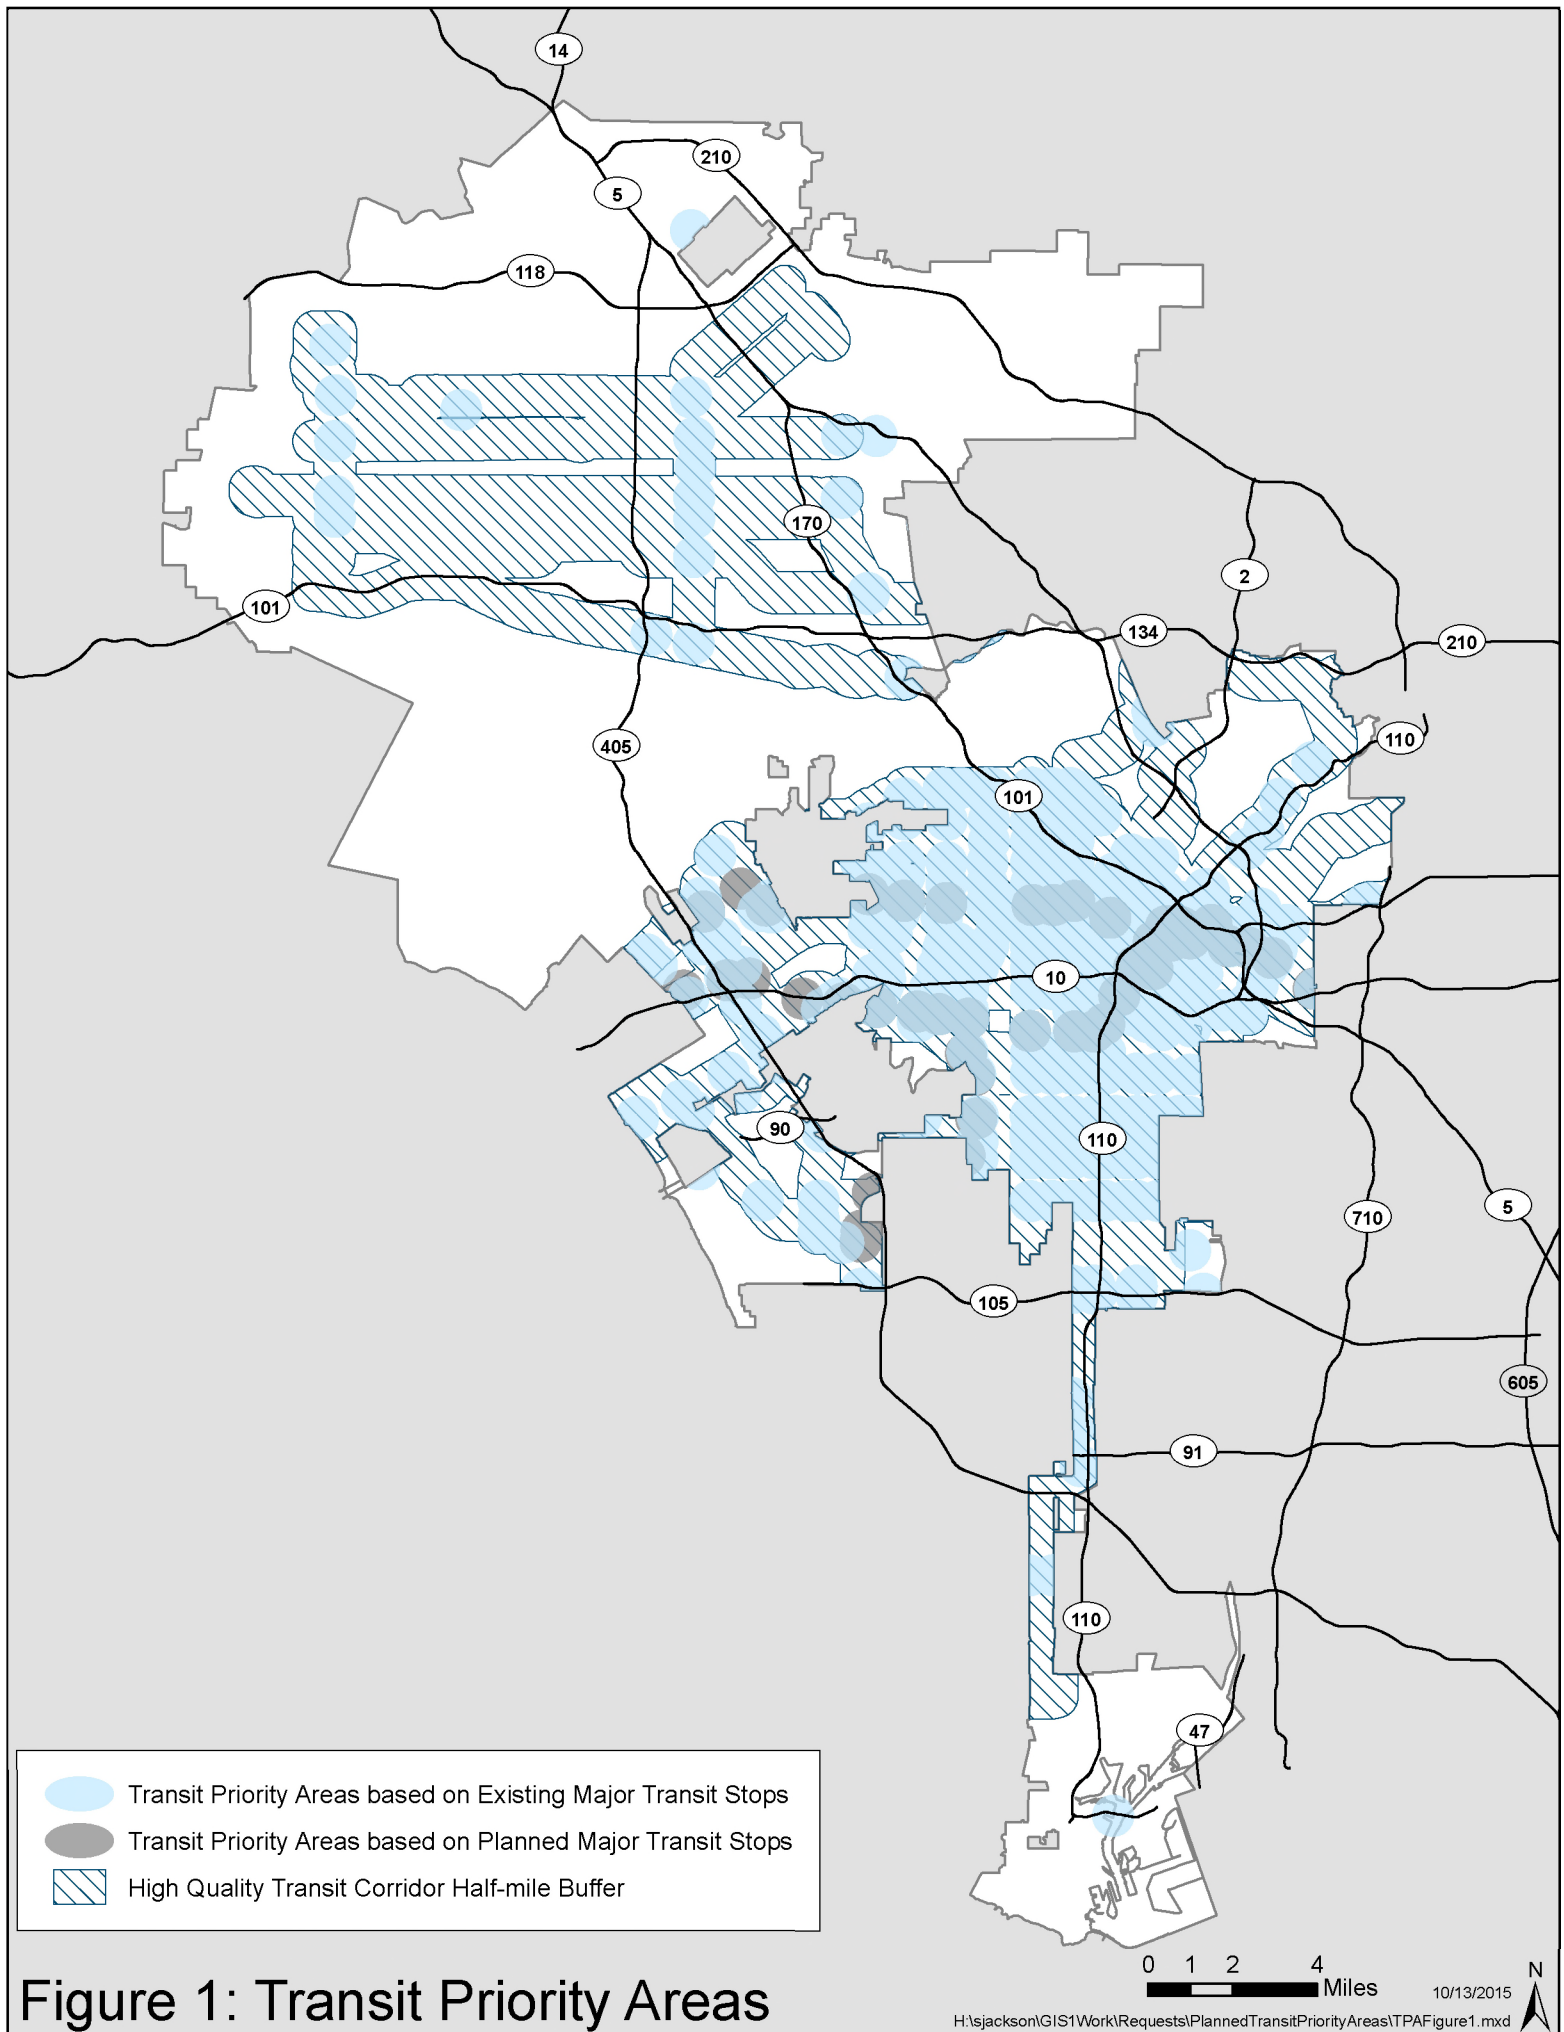 14
210
5
118
170
2
101
134
210
405
110
101
10
90
110
5
710
105
605
91
110
47
Transit Priority Areas based on Existing Major Transit Stops
Transit Priority Areas based on Planned Major Transit Stops
High Quality Transit Corridor Half-mile Buffer
0 1 2 4
Miles
N
10/13/2015
Figure 1: Transit Priority Areas
H:\sjackson\GIS1Work\Requests\PlannedTransitPriorityAreas\TPAFigure1.mxd